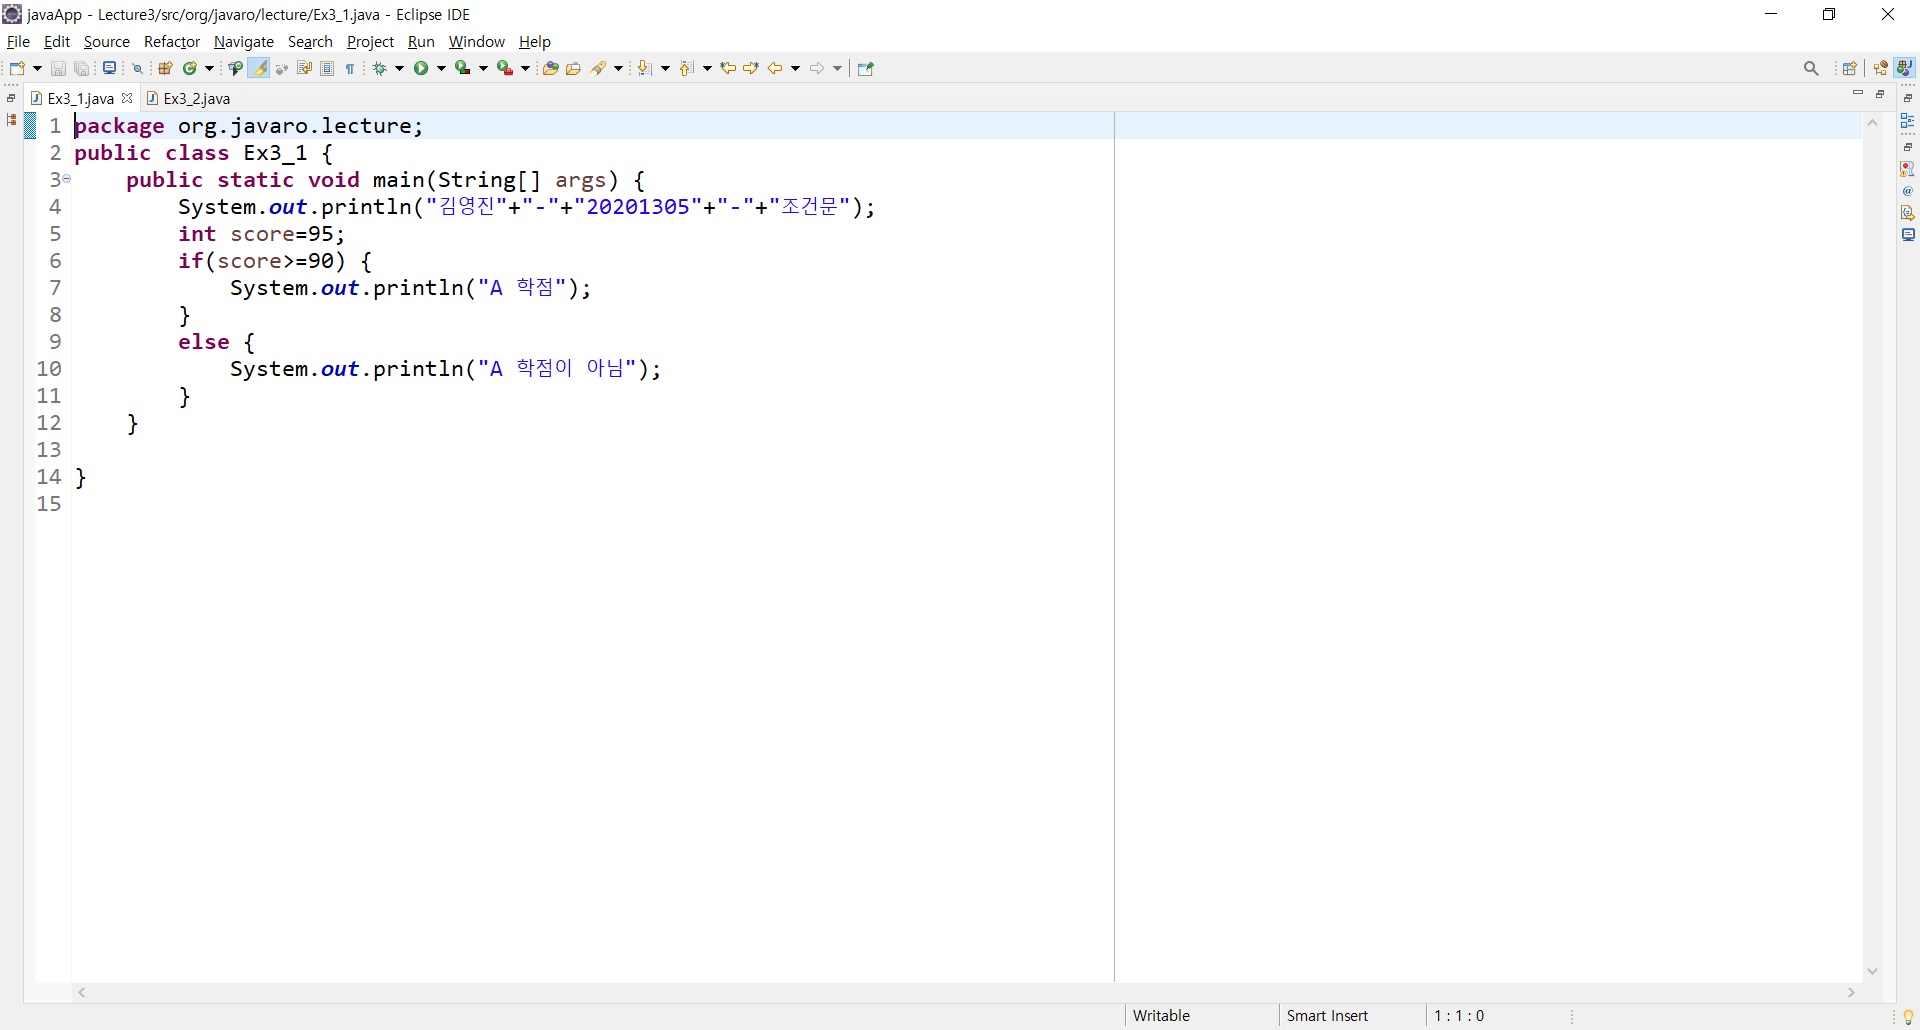 javaApp - Lecture3/src/org/javaro/lecture/Ex3_1.java - Eclipse IDE
File Edit Source Refactor Navigate Search Project Run Window Help
Ex3_1.java Ex3_2.java
1 package org.javaro.lecture;
2 public class Ex3_1 {
3 public static void main(String[] args) {
4 System.out.println("김영진"+"-"+"20201305"+"-"+"조건문");
5 int score=95;
6 if(score>=90) {
7 System.out.println("A 학점");
8 }
9 else {
10 System.out.println("A 학점이 아님");
11 }
12 }
13
14 }
15
Writable Smart Insert 1 : 1 : 0